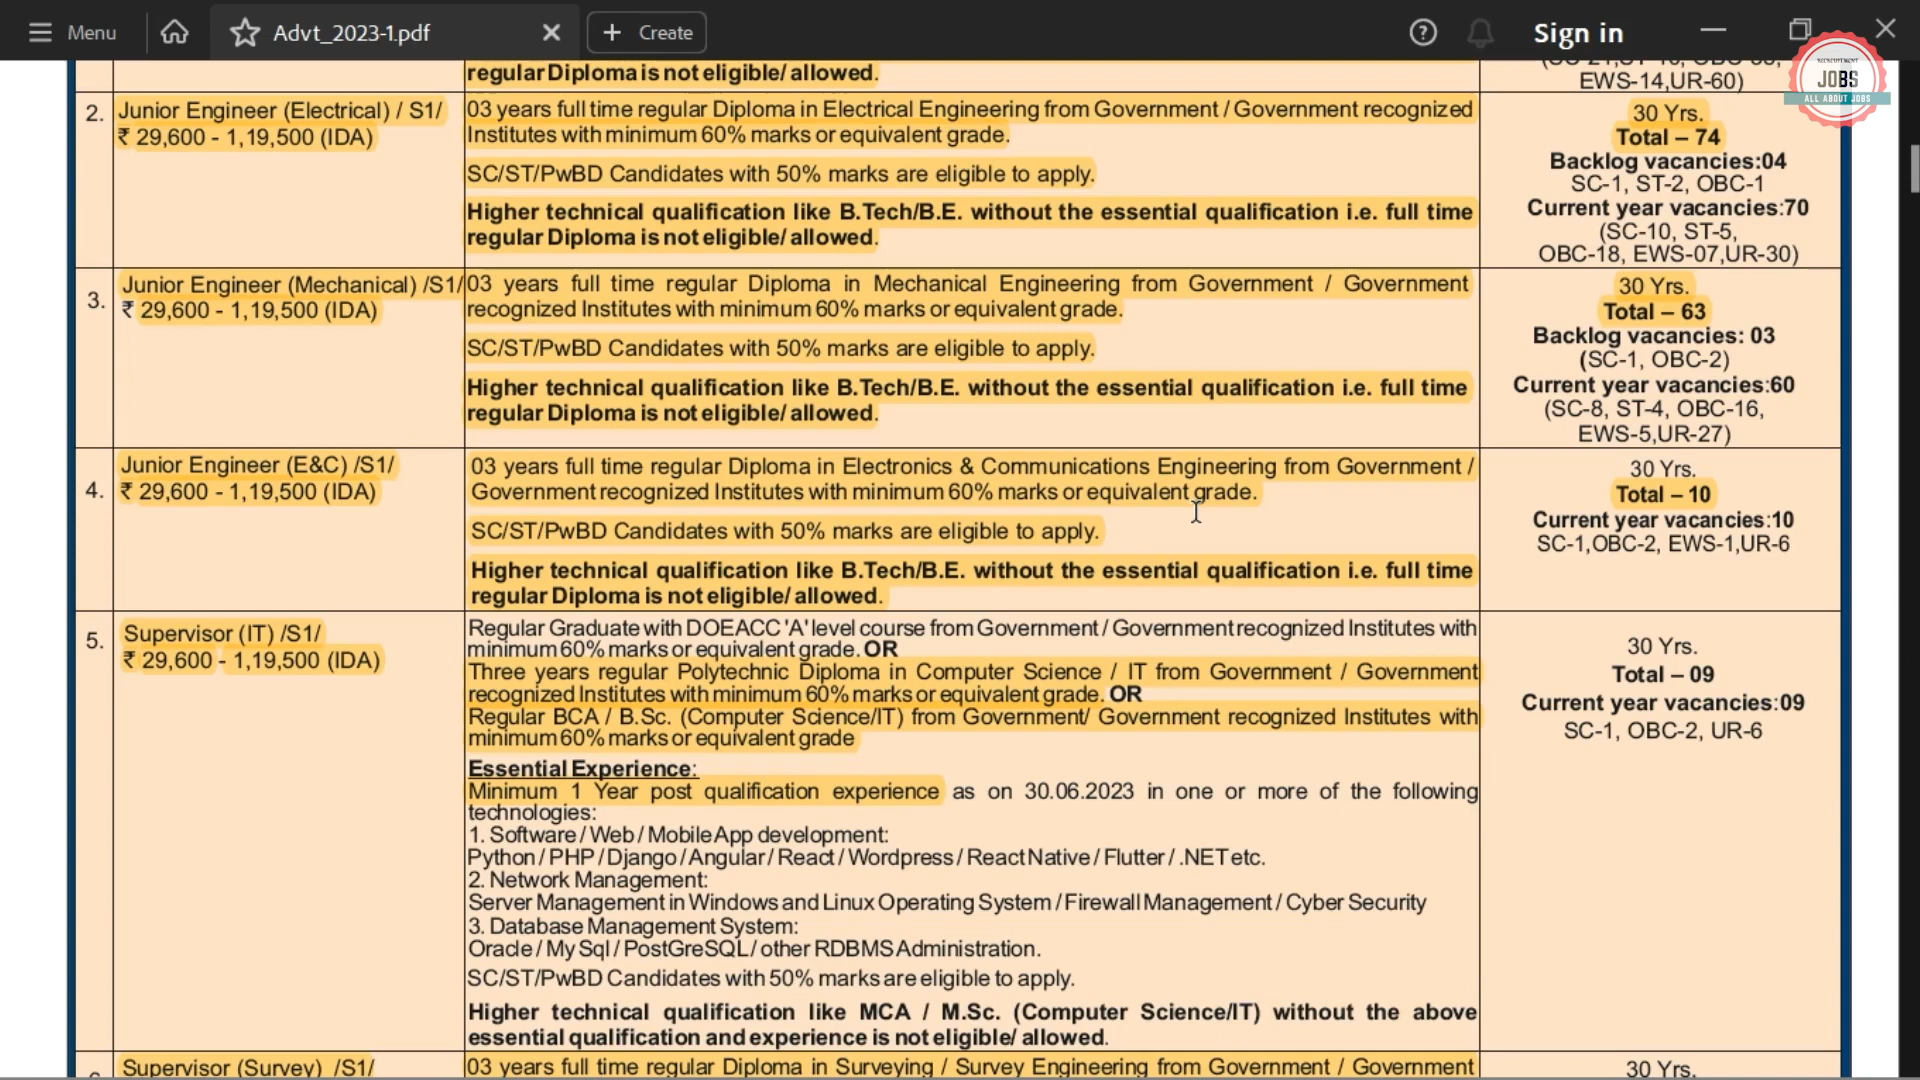 Menu
Advt_2023-1.pdf
Create
Sign in
RECRUITMENT
JOBS
ALL ABOUT JOBS
regular Diploma is not eligible/ allowed.
EWS-14,UR-60)
2.
Junior Engineer (Electrical) / S1/
₹ 29,600 - 1,19,500 (IDA)
03 years full time regular Diploma in Electrical Engineering from Government / Government recognized
Institutes with minimum 60% marks or equivalent grade.
SC/ST/PwBD Candidates with 50% marks are eligible to apply.
Higher technical qualification like B.Tech/B.E. without the essential qualification i.e. full time
regular Diploma is not eligible/ allowed.
30 Yrs.
Total – 74
Backlog vacancies:04
SC-1, ST-2, OBC-1
Current year vacancies:70
(SC-10, ST-5,
OBC-18, EWS-07,UR-30)
3.
Junior Engineer (Mechanical) /S1/
₹ 29,600 - 1,19,500 (IDA)
03 years full time regular Diploma in Mechanical Engineering from Government / Government
recognized Institutes with minimum 60% marks or equivalent grade.
SC/ST/PwBD Candidates with 50% marks are eligible to apply.
Higher technical qualification like B.Tech/B.E. without the essential qualification i.e. full time
regular Diploma is not eligible/ allowed.
30 Yrs.
Total – 63
Backlog vacancies: 03
(SC-1, OBC-2)
Current year vacancies:60
(SC-8, ST-4, OBC-16,
EWS-5,UR-27)
4.
Junior Engineer (E&C) /S1/
₹ 29,600 - 1,19,500 (IDA)
03 years full time regular Diploma in Electronics & Communications Engineering from Government /
Government recognized Institutes with minimum 60% marks or equivalent grade.
SC/ST/PwBD Candidates with 50% marks are eligible to apply.
Higher technical qualification like B.Tech/B.E. without the essential qualification i.e. full time
regular Diploma is not eligible/ allowed.
30 Yrs.
Total – 10
Current year vacancies:10
SC-1,OBC-2, EWS-1,UR-6
5.
Supervisor (IT) /S1/
₹ 29,600 - 1,19,500 (IDA)
Regular Graduate with DOEACC 'A' level course from Government / Government recognized Institutes with
minimum 60% marks or equivalent grade. OR
Three years regular Polytechnic Diploma in Computer Science / IT from Government / Government
recognized Institutes with minimum 60% marks or equivalent grade. OR
Regular BCA / B.Sc. (Computer Science/IT) from Government/ Government recognized Institutes with
minimum 60% marks or equivalent grade
Essential Experience:
Minimum 1 Year post qualification experience as on 30.06.2023 in one or more of the following
technologies:
1. Software / Web / Mobile App development:
Python / PHP / Django / Angular / React / Wordpress / React Native / Flutter / .NET etc.
2. Network Management:
Server Management in Windows and Linux Operating System / Firewall Management / Cyber Security
3. Database Management System:
Oracle / My Sql / PostGreSQL / other RDBMS Administration.
SC/ST/PwBD Candidates with 50% marks are eligible to apply.
Higher technical qualification like MCA / M.Sc. (Computer Science/IT) without the above
essential qualification and experience is not eligible/ allowed.
30 Yrs.
Total – 09
Current year vacancies:09
SC-1, OBC-2, UR-6
Supervisor (Survey) /S1/
03 years full time regular Diploma in Surveying / Survey Engineering from Government / Government
30 Yrs.